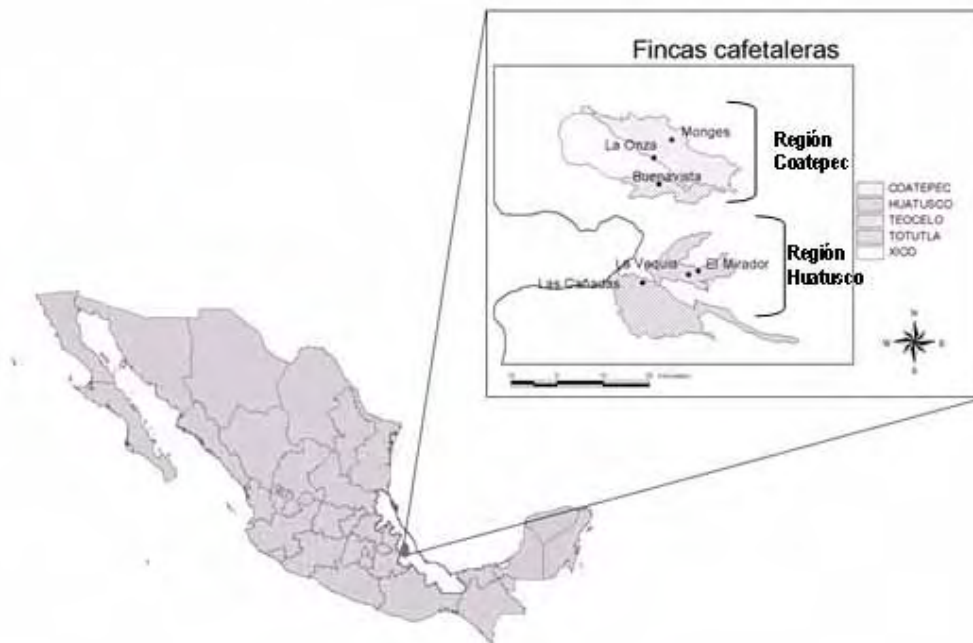 Fincas cafetaleras
Monges
La Onza
Buenavista
Región
Coatepec
COATEPEC
HUATUSCO
TEOCELO
TOTUTLA
XICO
La Vequia
El Mirador
Las Cañadas
Región
Huatusco
N
W
E
S